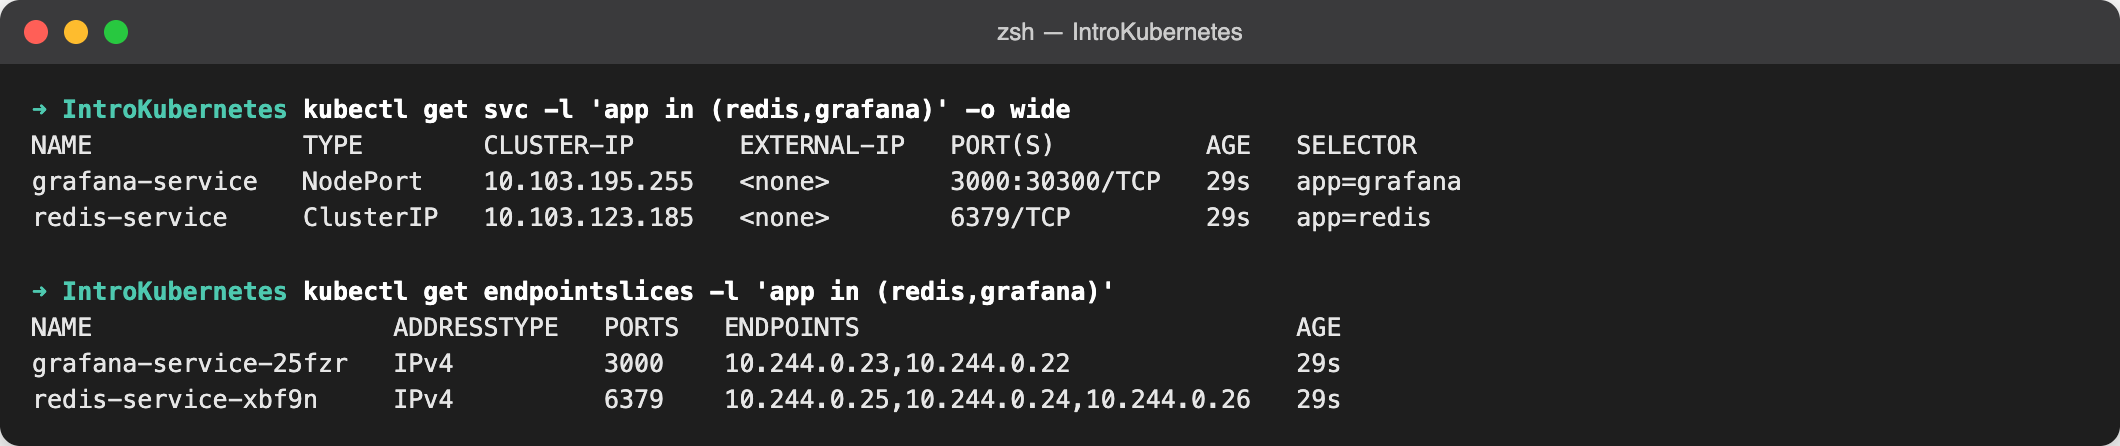 zsh — IntroKubernetes
→ IntroKubernetes kubectl get svc -l 'app in (redis,grafana)' -o wide
NAME              TYPE        CLUSTER-IP       EXTERNAL-IP   PORT(S)          AGE   SELECTOR
grafana-service   NodePort    10.103.195.255   <none>        3000:30300/TCP   29s   app=grafana
redis-service     ClusterIP   10.103.123.185   <none>        6379/TCP         29s   app=redis
→ IntroKubernetes kubectl get endpointslices -l 'app in (redis,grafana)'
NAME                    ADDRESSTYPE   PORTS   ENDPOINTS                             AGE
grafana-service-25fzr   IPv4          3000    10.244.0.23,10.244.0.22               29s
redis-service-xbf9n     IPv4          6379    10.244.0.25,10.244.0.24,10.244.0.26   29s